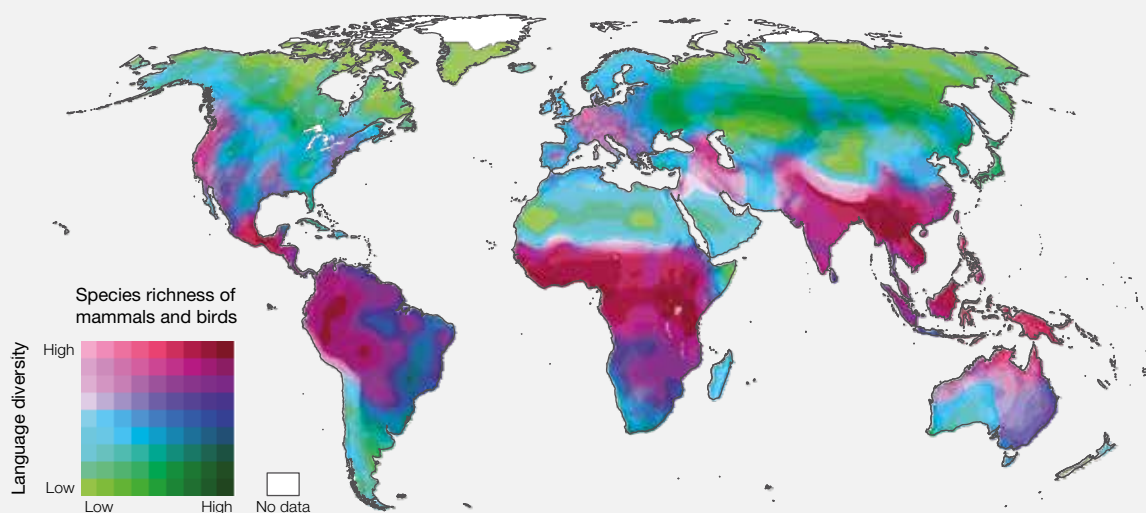 Species richness of
mammals and birds
High
Language diversity
Low
Low
High
No data